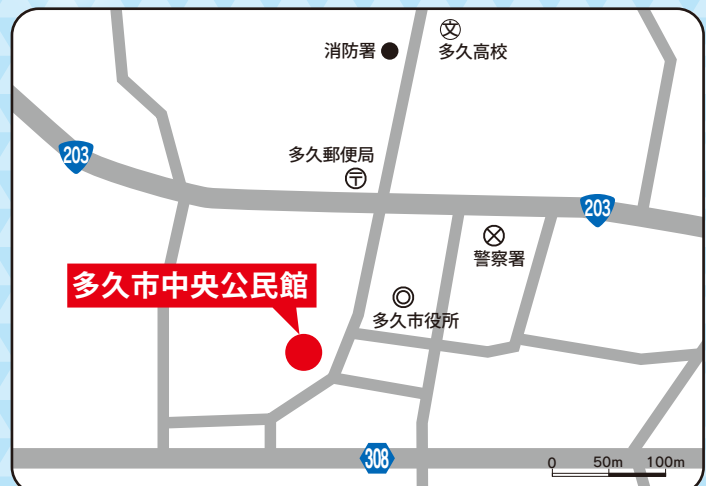 文
消防署
多久高校
203
多久郵便局
〒
203
警察署
多久市中央公民館
多久市役所
308
0 50m 100m